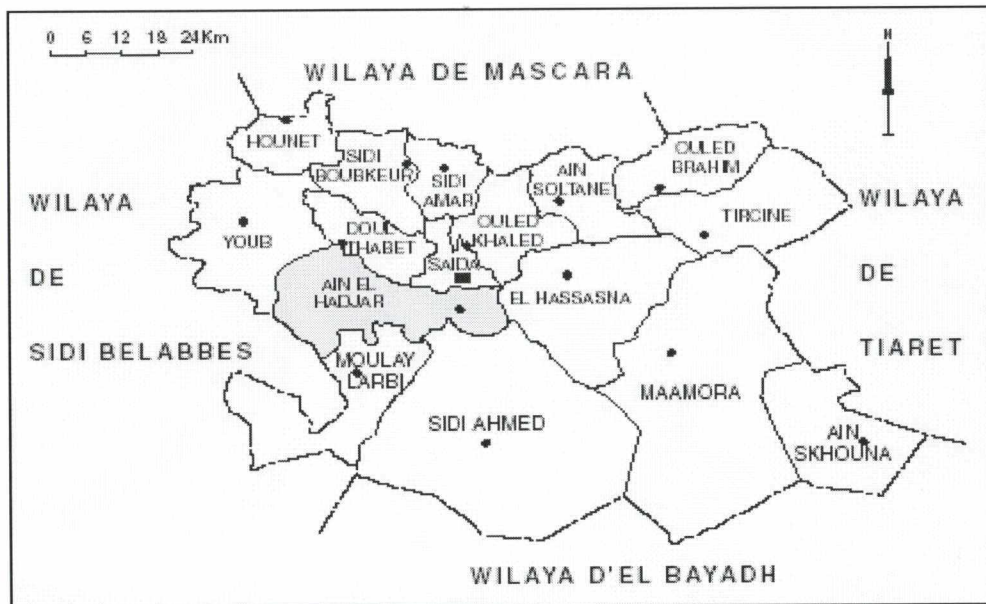 0 6 12 18 24 Km
N
WILAYA DE MASCARA
HOUNET
SIDI
BOUBKEUR
SIDI
AMAR
AIN
SOLTANE
OULED
BRAHIM
WILAYA
DE
SIDI BELABBES
YOUB
DOUI
THABET
OULED
KHALED
SAIDA
TIRCINE
WILAYA
DE
TIARET
AIN EL
HADJAR
EL HASSASNA
MOULAY
LARBI
SIDI AHMED
MAAMORA
AIN
SKHOUNA
WILAYA D'EL BAYADH